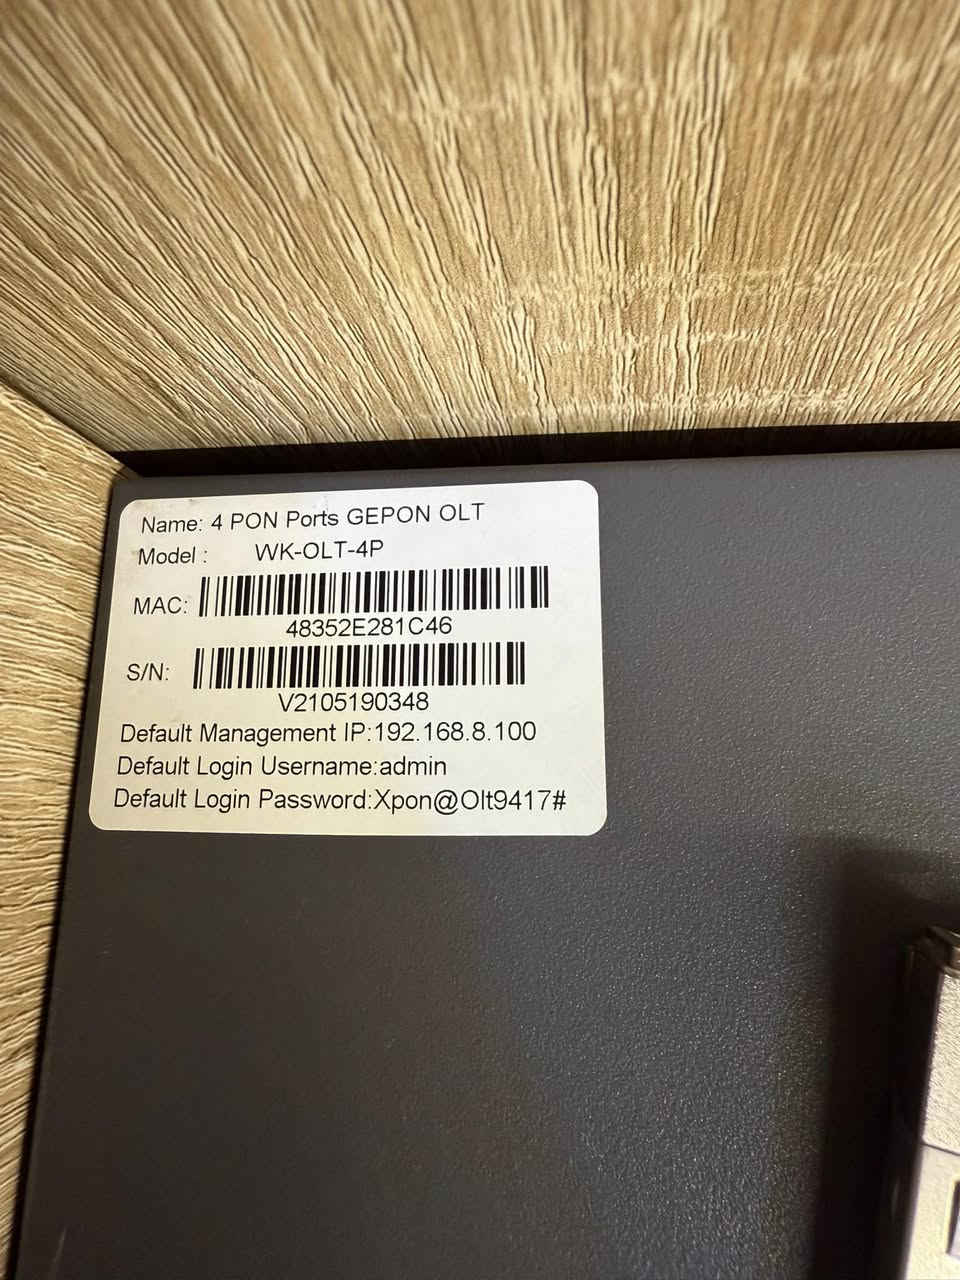 Name: 4 PON Ports GEPON OLT
Model : WK-OLT-4P
MAC:
48352E281C46
S/N:
V2105190348
Default Management IP:192.168.8.100
Default Login Username:admin
Default Login Password:Xpon@Olt9417#